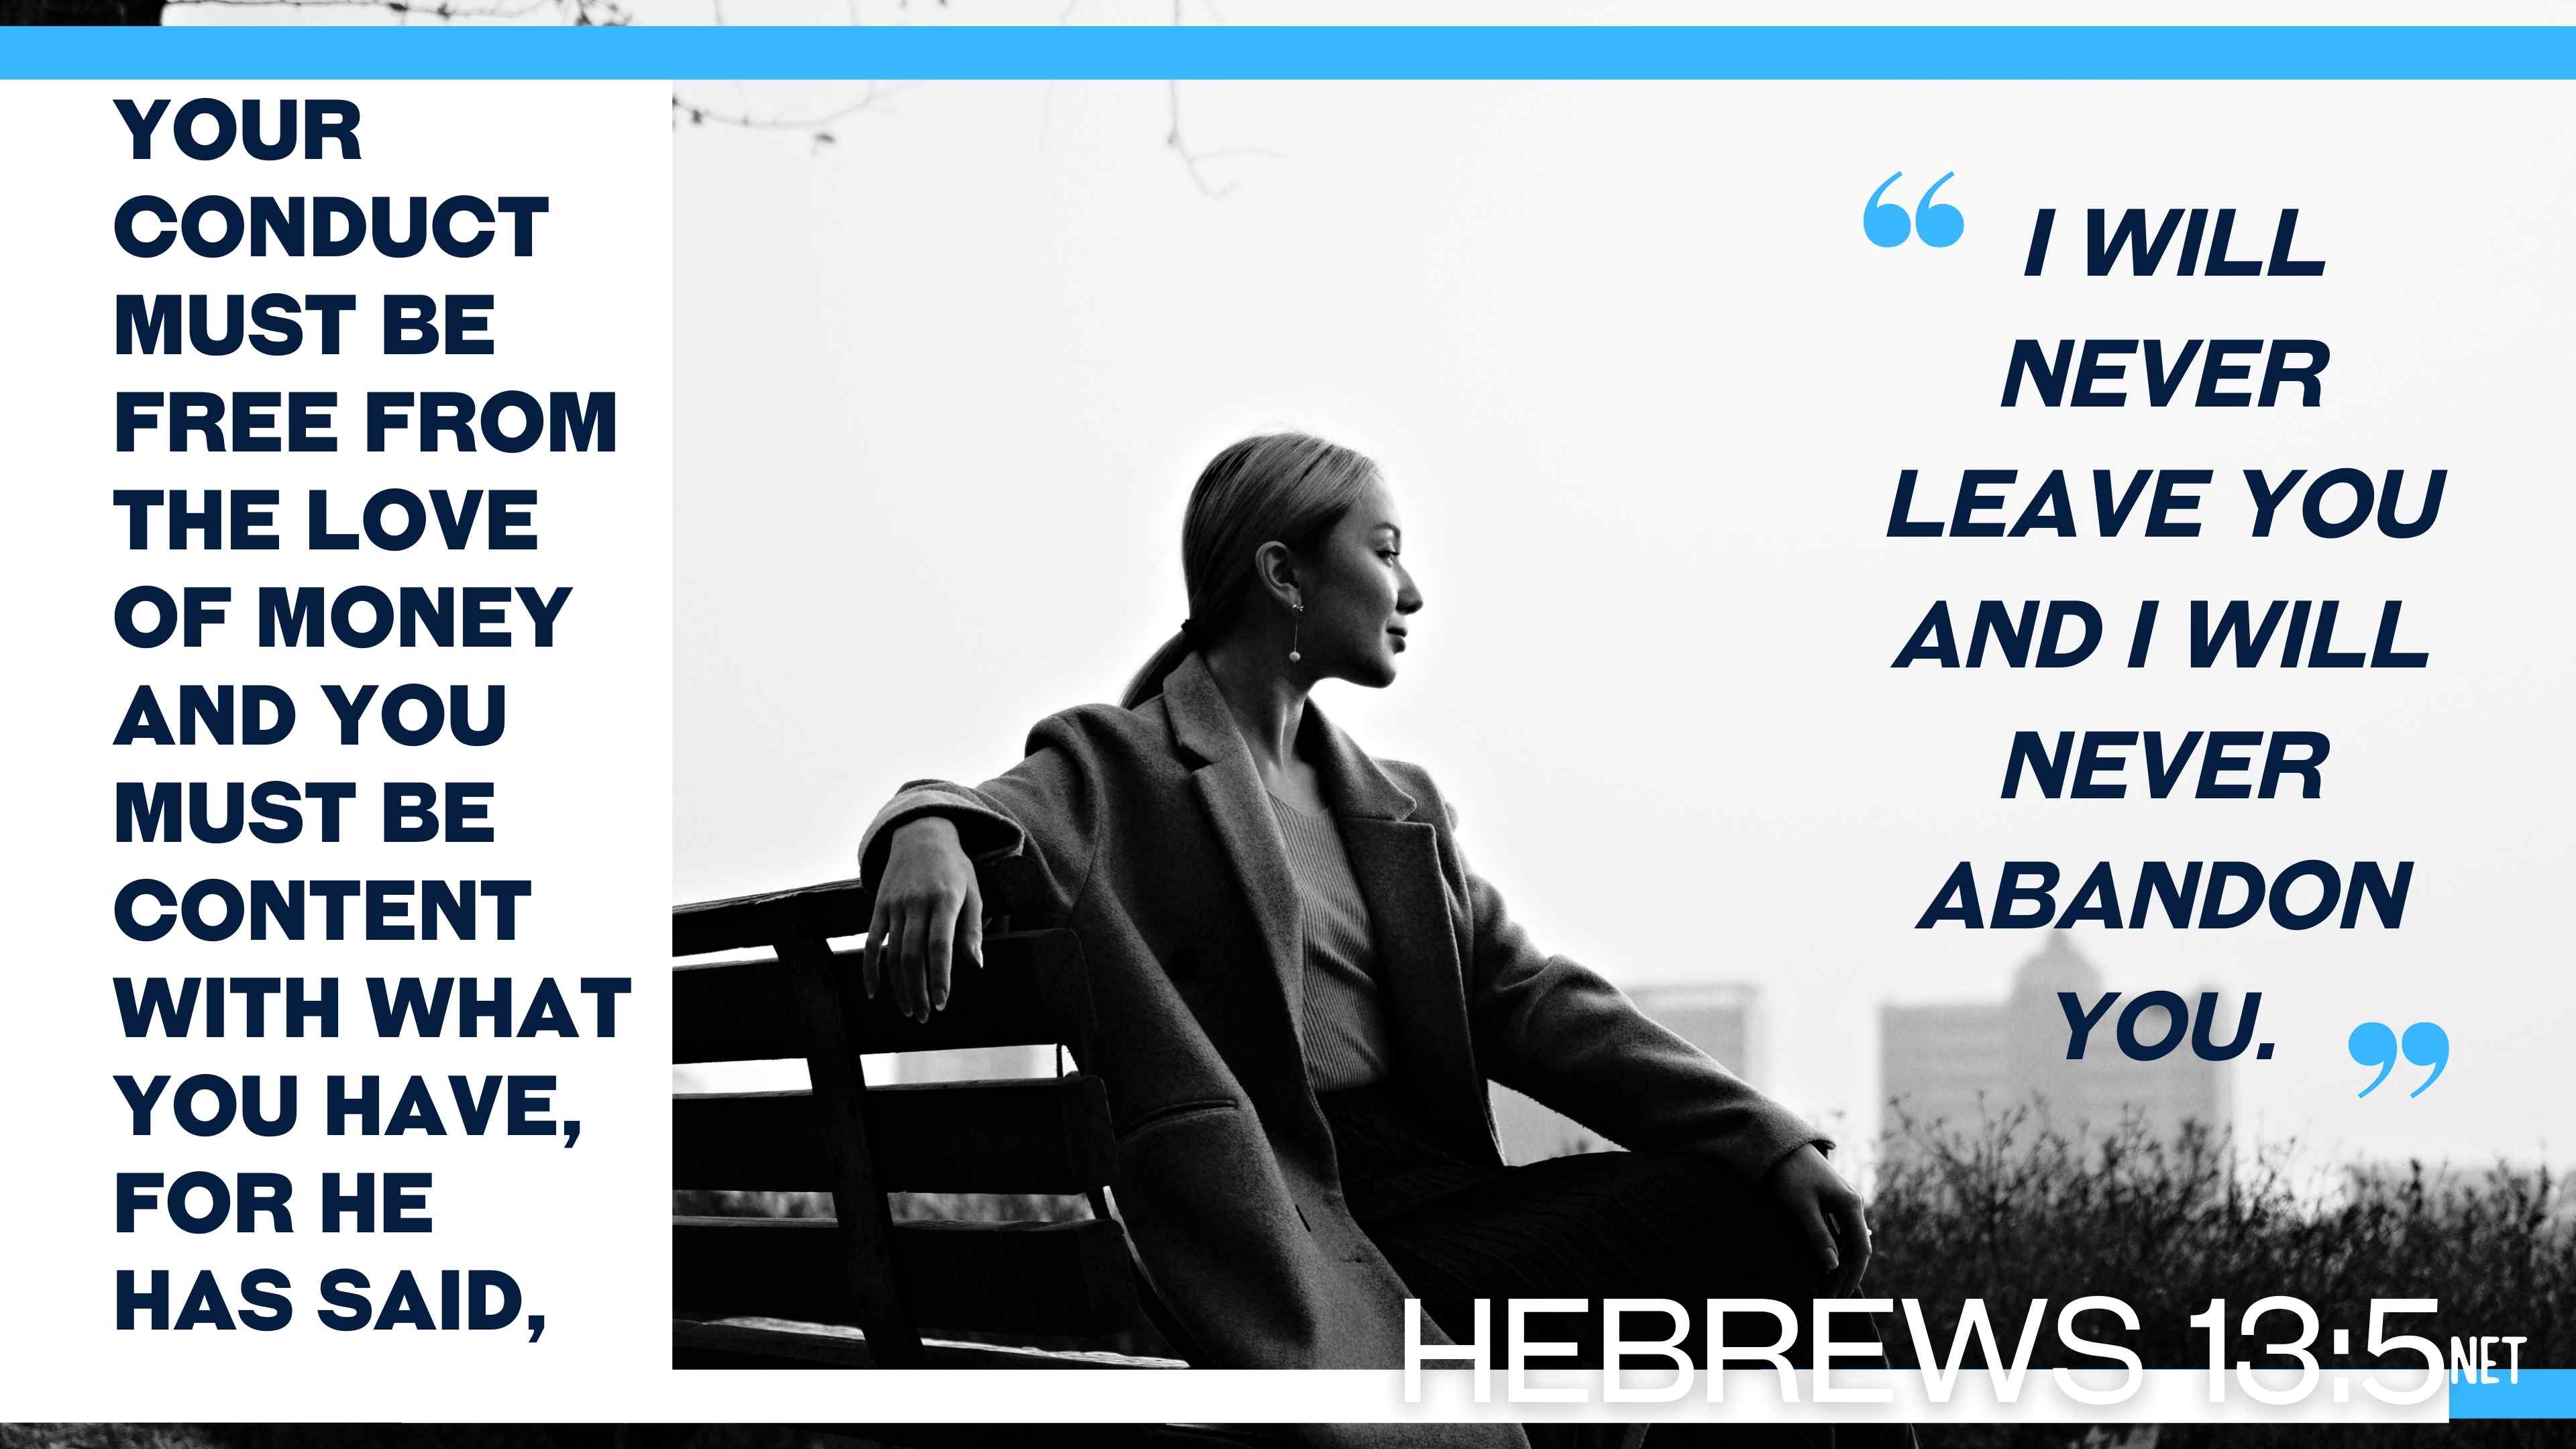 YOUR
CONDUCT
MUST BE
FREE FROM
THE LOVE
OF MONEY
AND YOU
MUST BE
CONTENT
WITH WHAT
YOU HAVE,
FOR HE
HAS SAID,
“ I WILL
NEVER
LEAVE YOU
AND I WILL
NEVER
ABANDON
YOU. ”
HEBREWS 13:5 NET